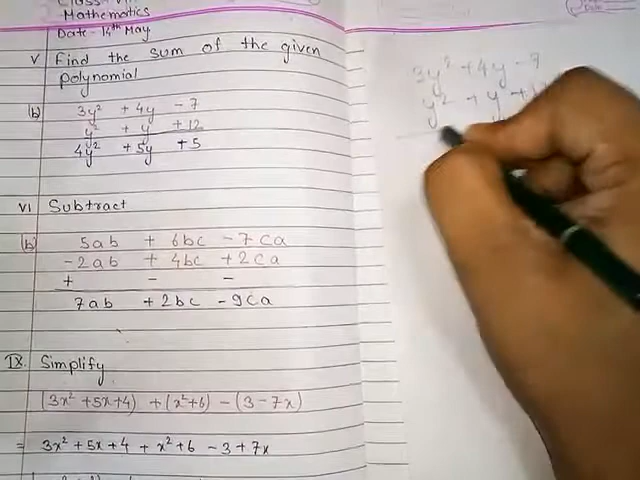 Mathematics
Date- 14th May
V Find the sum of the given
polynomial
(b) 3y² + 4y - 7
y² + y + 12
4y² + 5y + 5
VI Subtract
(b) 5ab + 6bc - 7ca
-2ab + 4bc + 2ca
+ - -
7ab + 2bc - 9ca
IX. Simplify
(3x² + 5x + 4) + (x² + 6) - (3 - 7x)
= 3x² + 5x + 4 + x² + 6 - 3 + 7x
3y² + 4y - 7
y² + y +